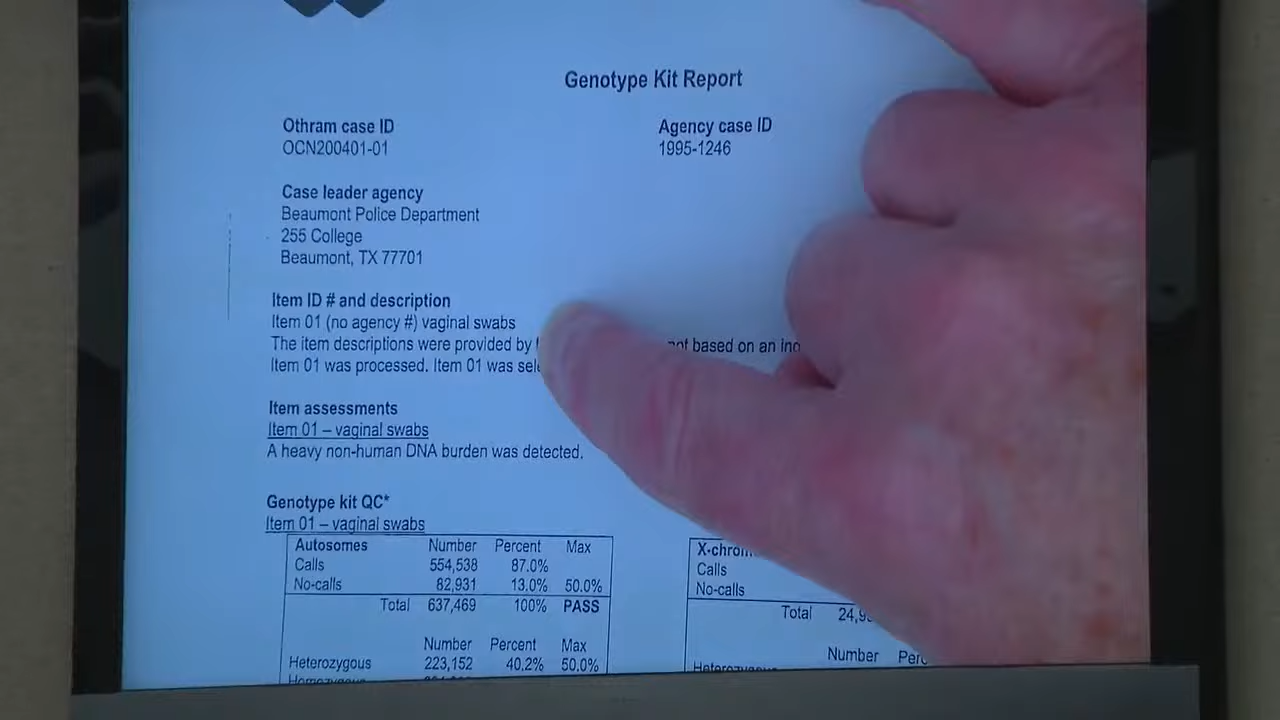 Genotype Kit Report
Othram case ID
OCN200401-01
Agency case ID
1995-1246
Case leader agency
Beaumont Police Department
255 College
Beaumont, TX 77701
Item ID # and description
Item 01 (no agency #) vaginal swabs
The item descriptions were provided by not based on an
Item 01 was processed. Item 01 was
Item assessments
Item 01 – vaginal swabs
A heavy non-human DNA burden was detected.
Genotype kit QC*
Item 01 – vaginal swabs
Autosomes Number Percent Max
Calls 554,538 87.0%
No-calls 82,931 13.0% 50.0%
Total 637,469 100% PASS
Number Percent Max
Heterozygous 223,152 40.2% 50.0%
Calls
No-calls
Total
Number